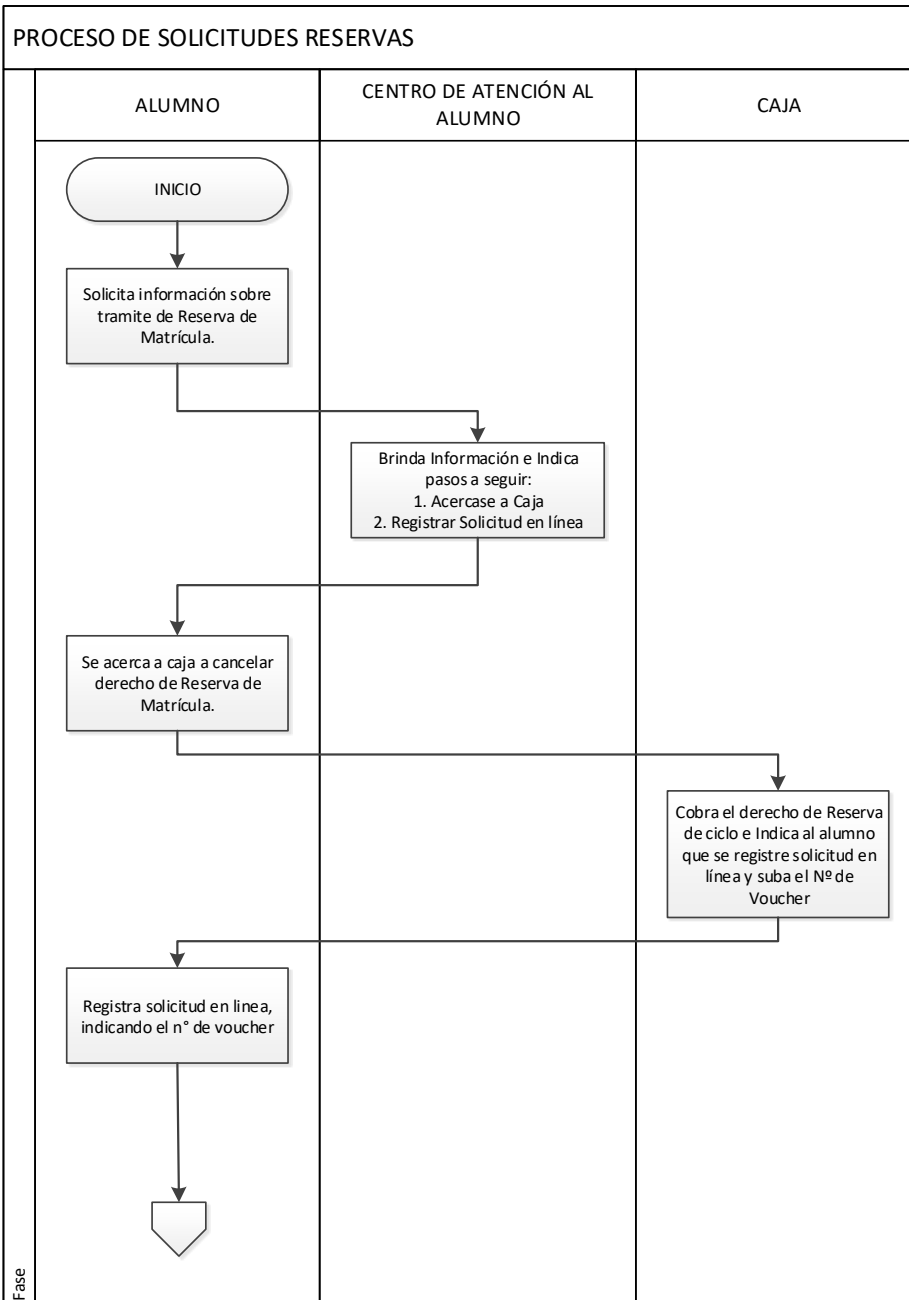 PROCESO DE SOLICITUDES RESERVAS
ALUMNO
CENTRO DE ATENCIÓN AL
ALUMNO
CAJA
INICIO
Solicita información sobre
tramite de Reserva de
Matrícula.
Brinda Información e Indica
pasos a seguir:
1. Acercase a Caja
2. Registrar Solicitud en línea
Se acerca a caja a cancelar
derecho de Reserva de
Matrícula.
Cobra el derecho de Reserva
de ciclo e Indica al alumno
que se registre solicitud en
línea y suba el Nº de
Voucher
Registra solicitud en linea,
indicando el n° de voucher
Fase